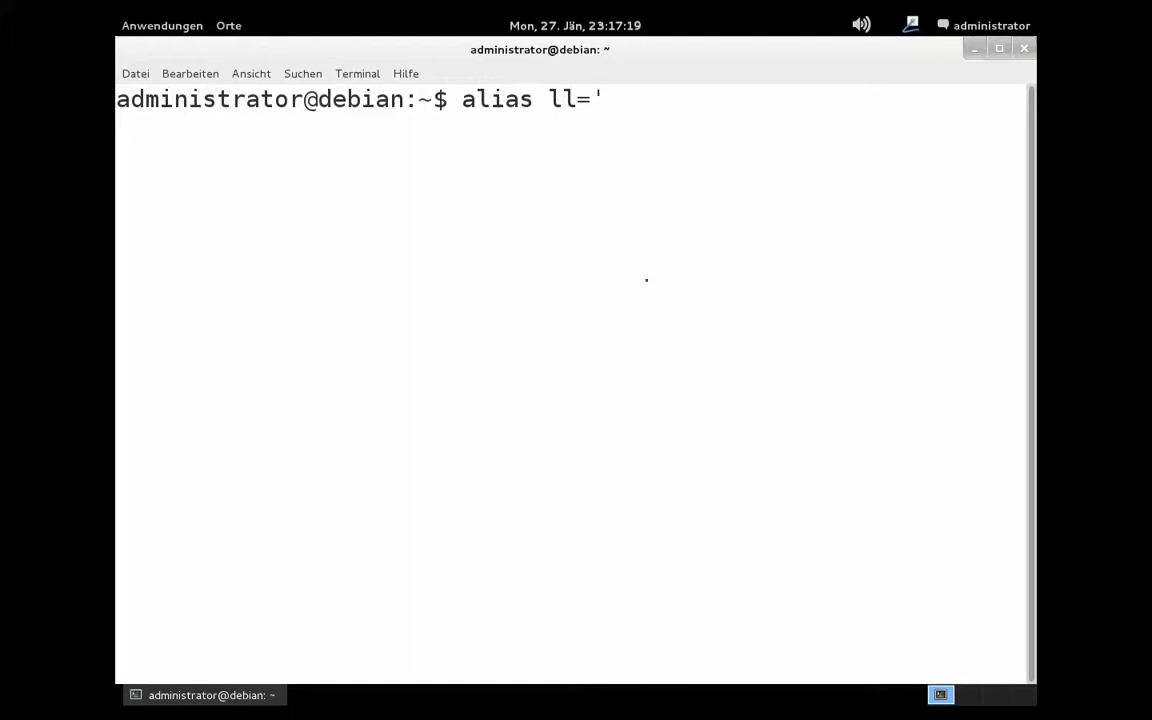 Anwendungen Orte Mon, 27. Jän, 23:17:19 administrator
administrator@debian: ~
Datei Bearbeiten Ansicht Suchen Terminal Hilfe
administrator@debian:~$ alias ll='
administrator@debian: ~